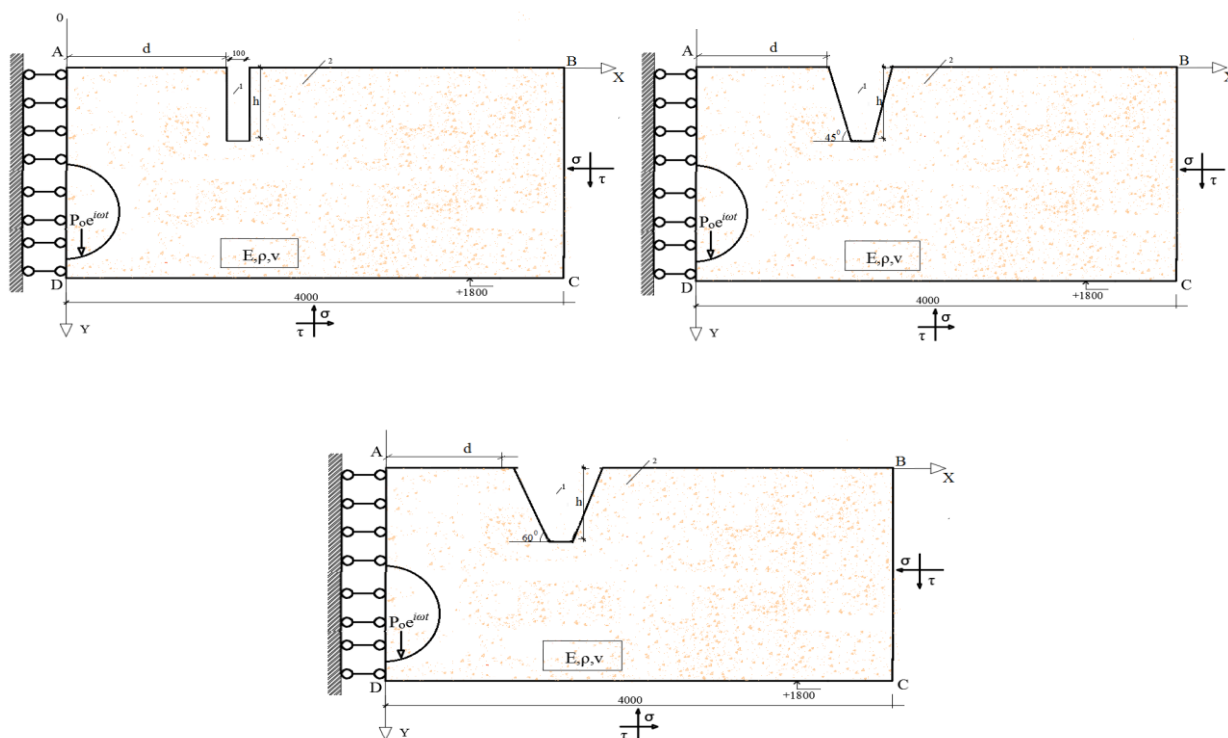 0
A
d
100
B
X
1
2
h
σ
τ
P₀e^{iωt}
E,ρ,ν
D
C
+1800
4000
σ
τ
Y
A
d
B
X
1
2
h
45⁰
σ
τ
P₀e^{iωt}
E,ρ,ν
D
C
+1800
4000
σ
τ
Y
A
d
B
X
1
2
h
60⁰
σ
τ
P₀e^{iωt}
E,ρ,ν
D
C
+1800
4000
σ
τ
Y